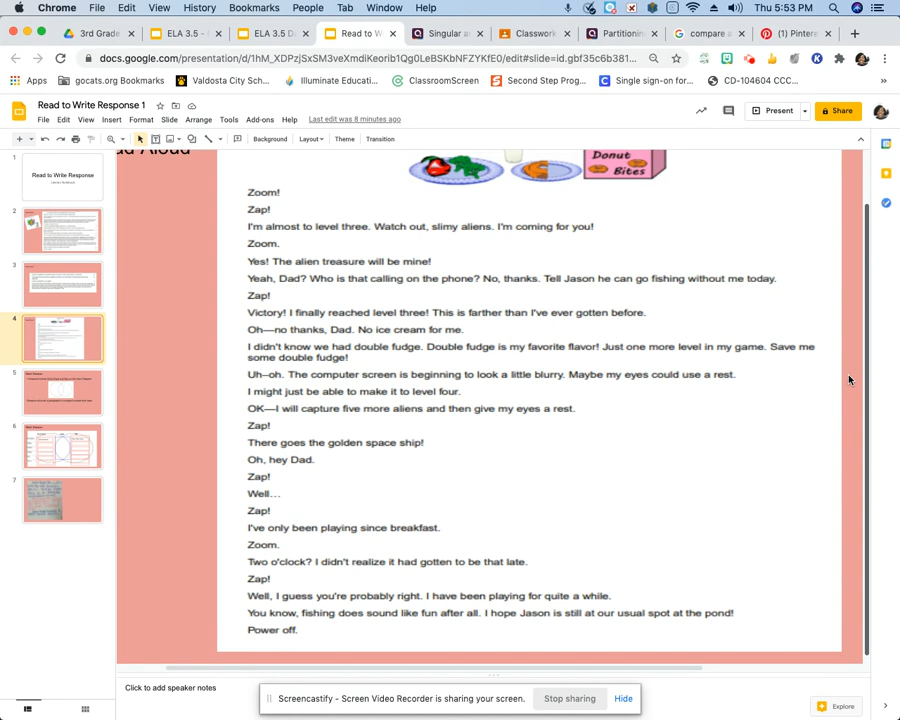 Chrome File Edit View History Bookmarks People Tab Window Help Thu 5:53 PM
3rd Grade ELA 3.5 - ELA 3.5 D Read to W Singular a Classwork Partitioning compare a Pintere
docs.google.com/presentation/d/1hM_XDPzjSxSM3veXmdiKeorib1Qg0LeBSKbNFZYKfE0/edit#slide=id.gbf35c6b381...
Apps gocats.org Bookmarks Valdosta City Sch... Illuminate Educati... ClassroomScreen Second Step Prog... Single sign-on for... CD-104604 CCC...
Read to Write Response 1
File Edit View Insert Format Slide Arrange Tools Add-ons Help Last edit was 8 minutes ago
Present Share
Background Layout Theme Transition
1
Read to Write Response
2
3
4
5
6
7
ad Aloud
Donut
Bites
Zoom!
Zap!
I'm almost to level three. Watch out, slimy aliens. I'm coming for you!
Zoom.
Yes! The alien treasure will be mine!
Yeah, Dad? Who is that calling on the phone? No, thanks. Tell Jason he can go fishing without me today.
Zap!
Victory! I finally reached level three! This is farther than I've ever gotten before.
Oh—no thanks, Dad. No ice cream for me.
I didn't know we had double fudge. Double fudge is my favorite flavor! Just one more level in my game. Save me
some double fudge!
Uh–oh. The computer screen is beginning to look a little blurry. Maybe my eyes could use a rest.
I might just be able to make it to level four.
OK—I will capture five more aliens and then give my eyes a rest.
Zap!
There goes the golden space ship!
Oh, hey Dad.
Zap!
Well...
Zap!
I've only been playing since breakfast.
Zoom.
Two o'clock? I didn't realize it had gotten to be that late.
Zap!
Well, I guess you're probably right. I have been playing for quite a while.
You know, fishing does sound like fun after all. I hope Jason is still at our usual spot at the pond!
Power off.
Click to add speaker notes
Screencastify - Screen Video Recorder is sharing your screen. Stop sharing Hide
Explore